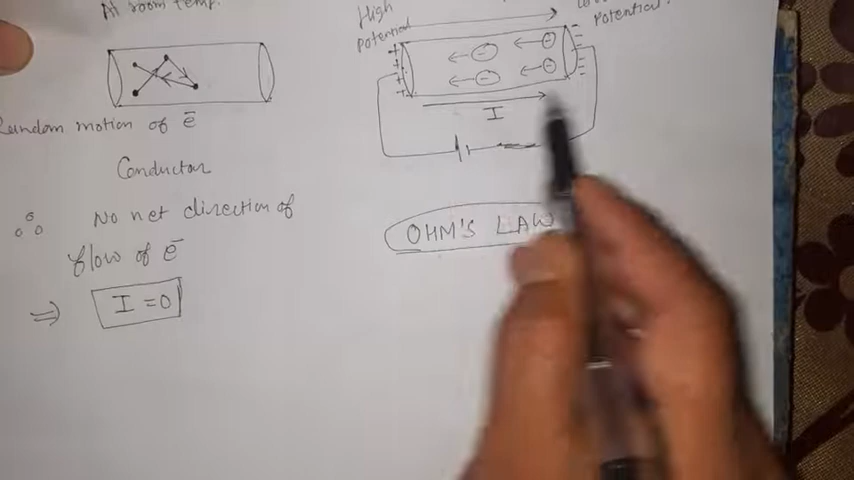 At room temp.
Random motion of e̅
Conductor
∴ No net direction of
flow of e̅
⇒ I = 0
High
potential
Potential.
+
+
+
+
I
OHM'S LAW